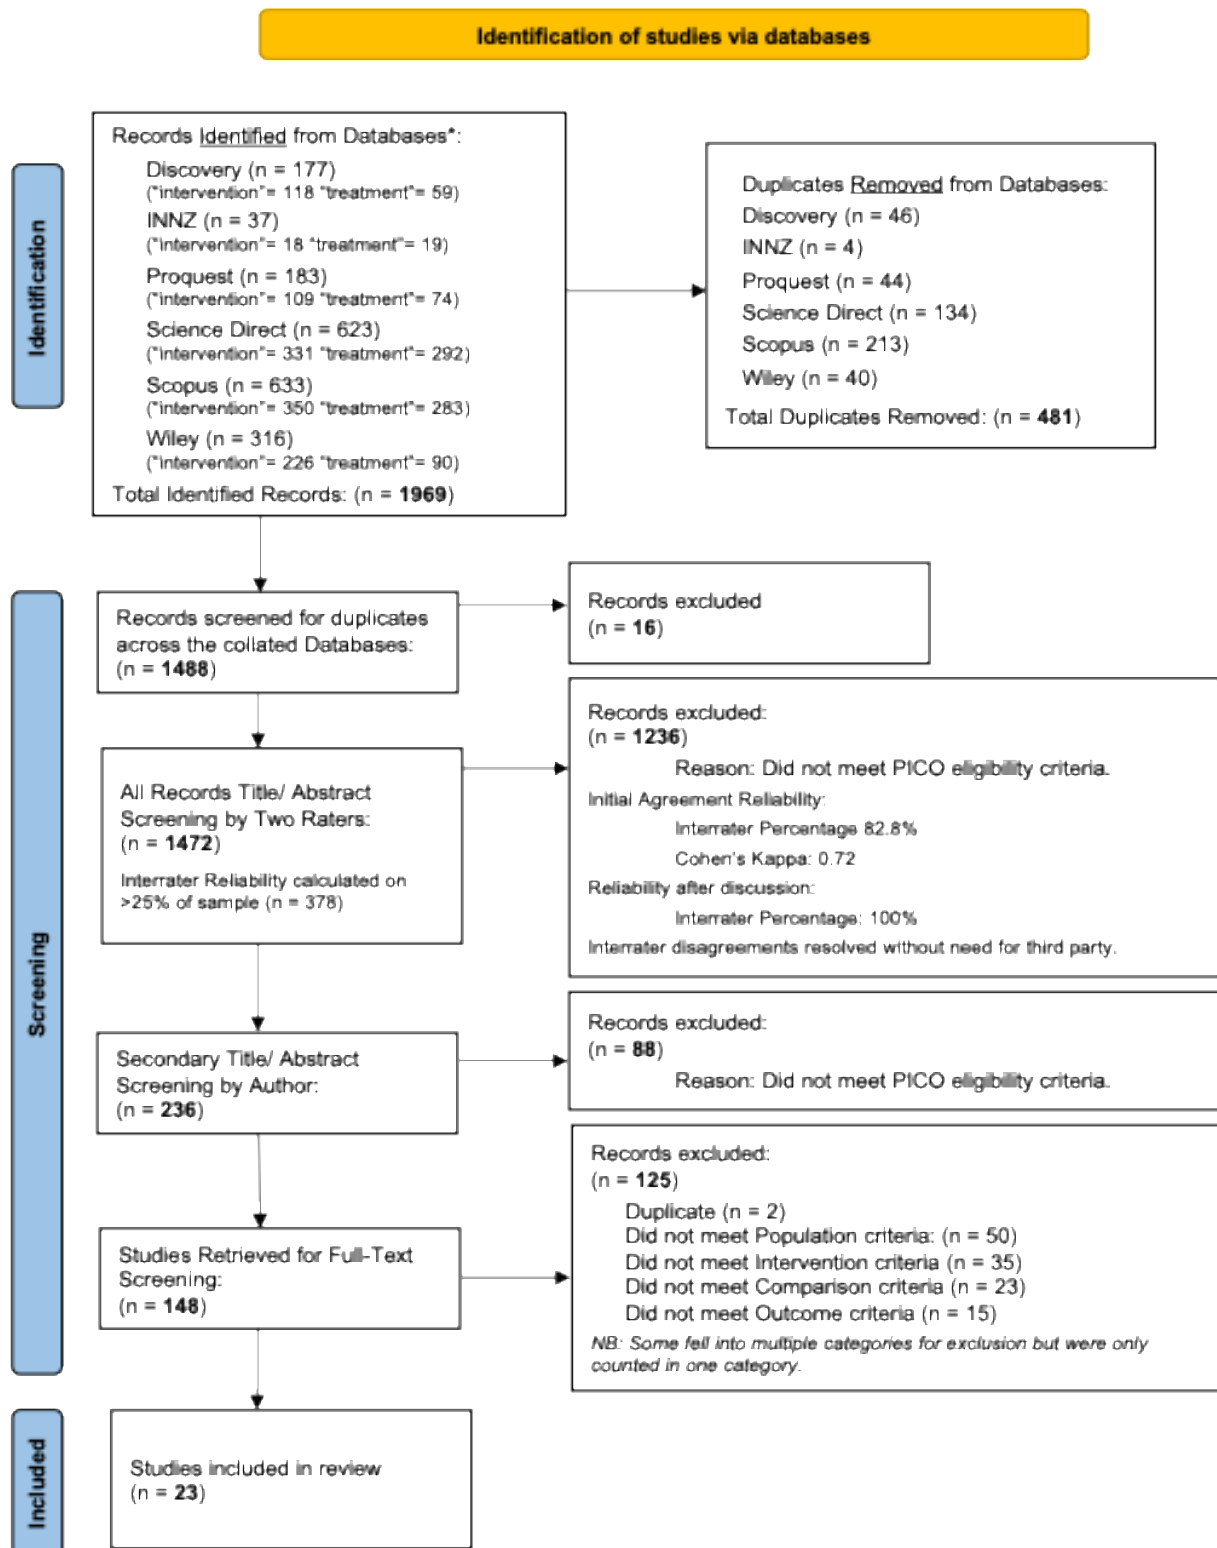 Identification of studies via databases
Identification
Records Identified from Databases*:
Discovery (n = 177)
("intervention"= 118 "treatment"= 59)
INNZ (n = 37)
("intervention"= 18 "treatment"= 19)
Proquest (n = 183)
("intervention"= 109 "treatment"= 74)
Science Direct (n = 623)
("intervention"= 331 "treatment"= 292)
Scopus (n = 633)
("intervention"= 350 "treatment"= 283)
Wiley (n = 316)
("intervention"= 226 "treatment"= 90)
Total Identified Records: (n = 1969)
Duplicates Removed from Databases:
Discovery (n = 46)
INNZ (n = 4)
Proquest (n = 44)
Science Direct (n = 134)
Scopus (n = 213)
Wiley (n = 40)
Total Duplicates Removed: (n = 481)
Screening
Records screened for duplicates
across the collated Databases:
(n = 1488)
Records excluded
(n = 16)
All Records Title/ Abstract
Screening by Two Raters:
(n = 1472)
Interrater Reliability calculated on
>25% of sample (n = 378)
Records excluded:
(n = 1236)
Reason: Did not meet PICO eligibility criteria.
Initial Agreement Reliability:
Interrater Percentage 82.8%
Cohen's Kappa: 0.72
Reliability after discussion:
Interrater Percentage: 100%
Interrater disagreements resolved without need for third party.
Secondary Title/ Abstract
Screening by Author:
(n = 236)
Records excluded:
(n = 88)
Reason: Did not meet PICO eligibility criteria.
Studies Retrieved for Full-Text
Screening:
(n = 148)
Records excluded:
(n = 125)
Duplicate (n = 2)
Did not meet Population criteria: (n = 50)
Did not meet Intervention criteria (n = 35)
Did not meet Comparison criteria (n = 23)
Did not meet Outcome criteria (n = 15)
NB: Some fell into multiple categories for exclusion but were only
counted in one category.
Included
Studies included in review
(n = 23)